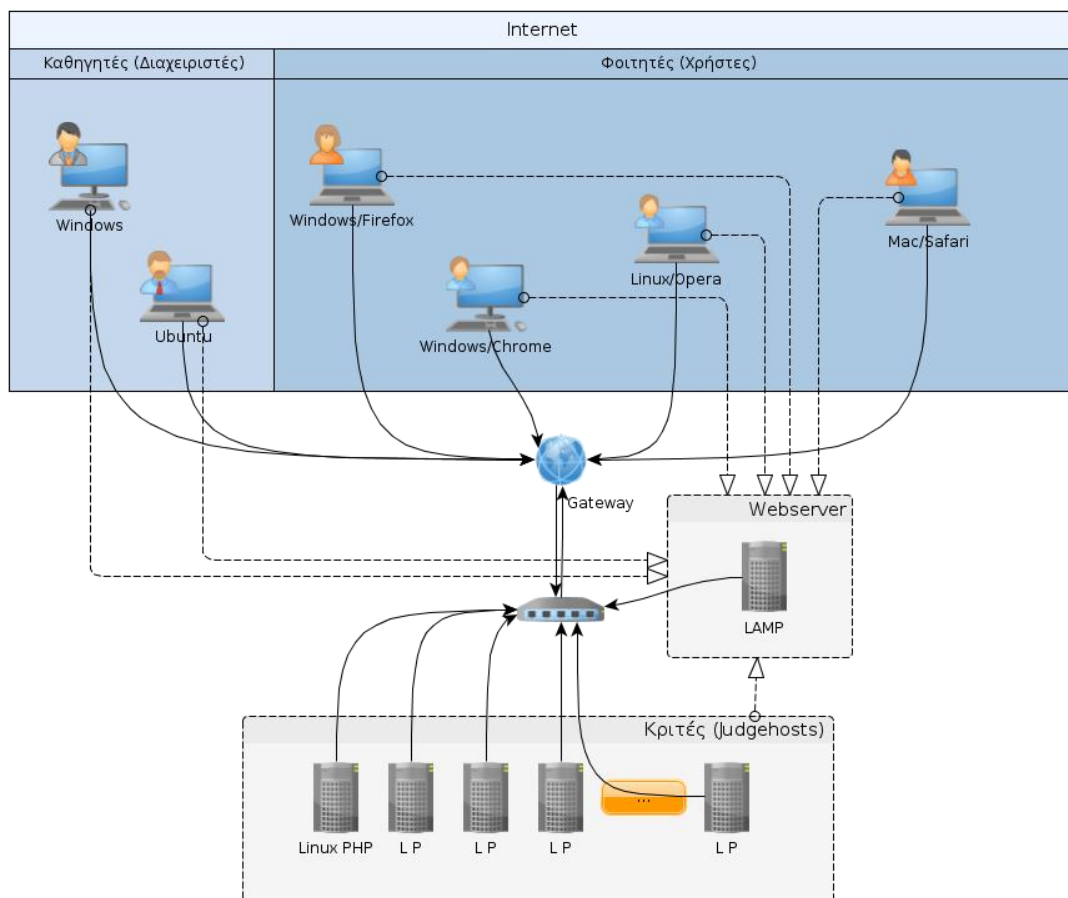 Internet
Καθηγητές (Διαχειριστές)
Φοιτητές (Χρήστες)
Windows
Ubuntu
Windows/Firefox
Windows/Chrome
Linux/Opera
Mac/Safari
Gateway
Webserver
LAMP
Κριτές (Judgehosts)
Linux PHP
L P
L P
L P
...
L P